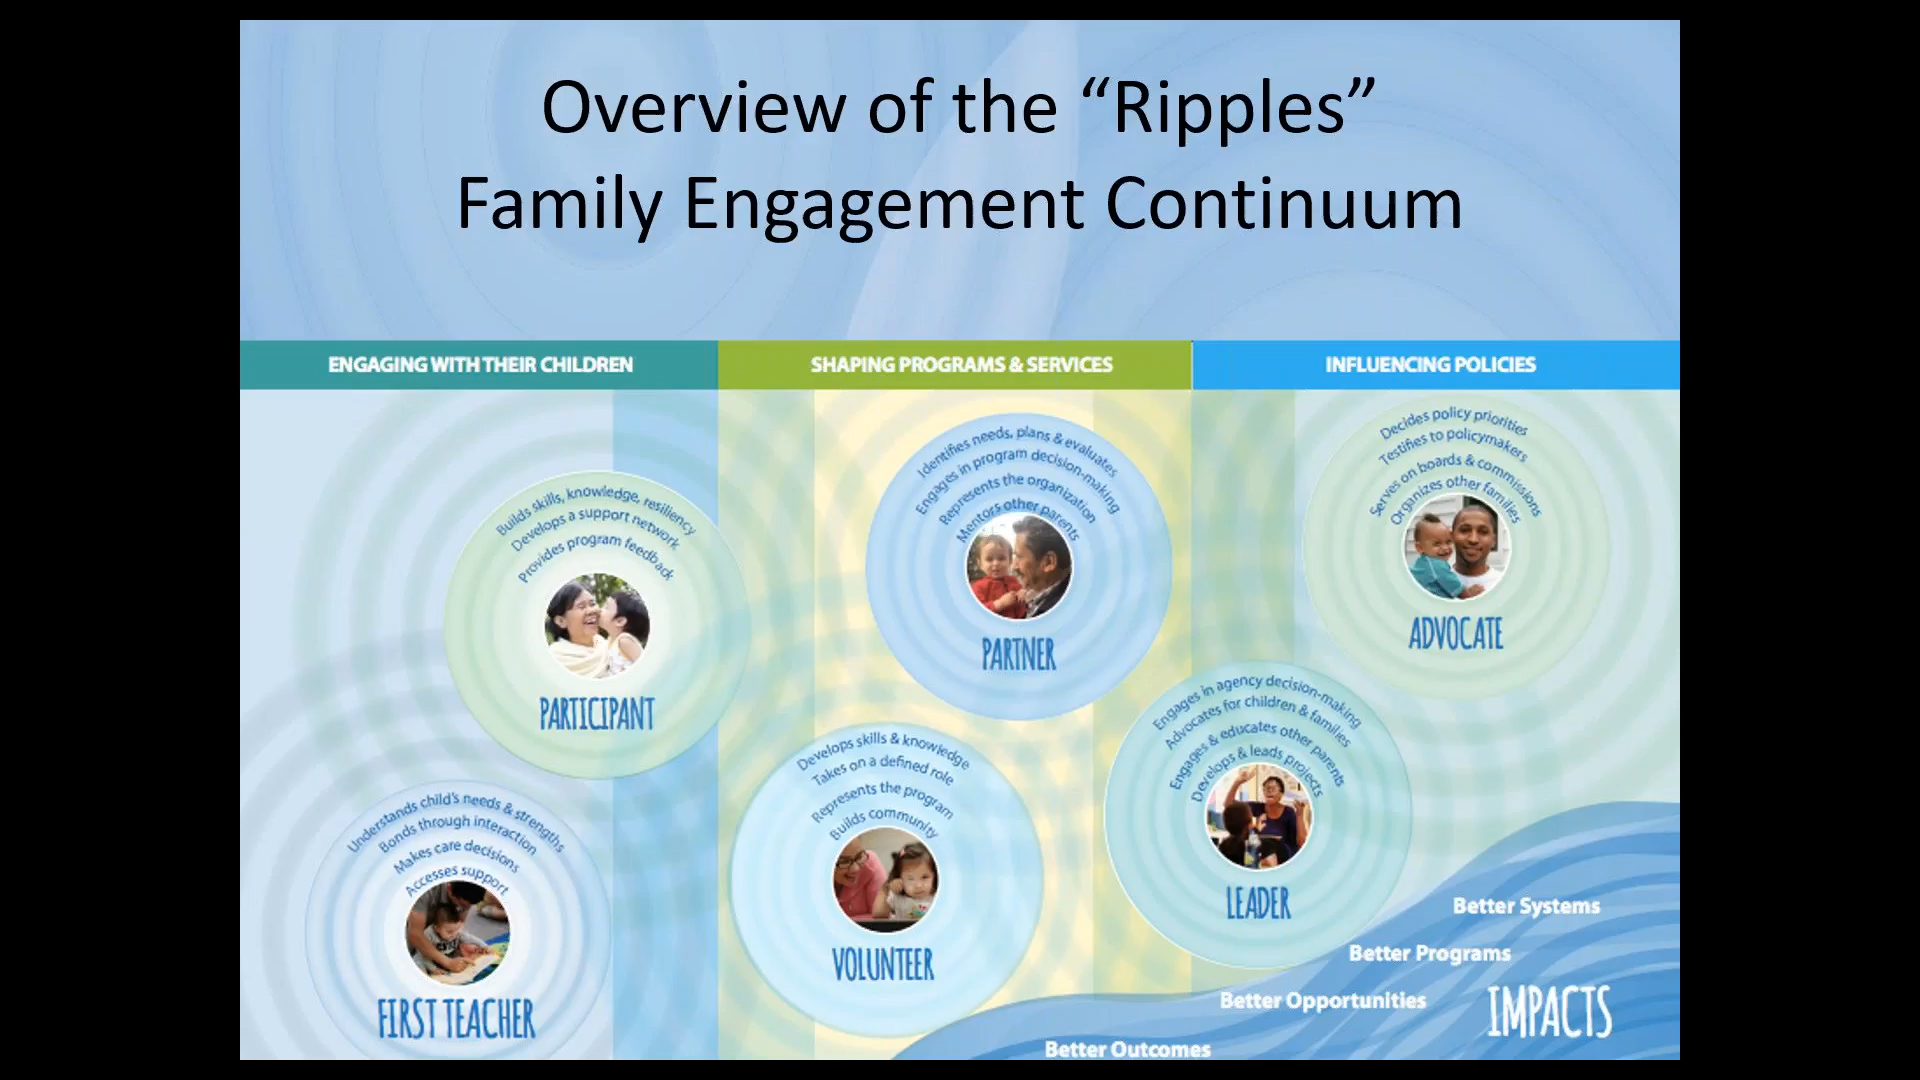 Overview of the “Ripples”
Family Engagement Continuum
ENGAGING WITH THEIR CHILDREN
SHAPING PROGRAMS & SERVICES
INFLUENCING POLICIES
Understands child's needs & strengths
Bonds through interaction
Makes care decisions
Accesses support
FIRST TEACHER
Builds skills, knowledge, resiliency
Develops a support network
Provides program feedback
PARTICIPANT
Develops skills & knowledge
Takes on a defined role
Represents the program
Builds community
VOLUNTEER
Identifies needs, plans & evaluates
Engages in program decision-making
Represents the organization
Mentors other parents
PARTNER
Engages in agency decision-making
Advocates for children & families
Engages & educates other parents
Develops & leads projects
LEADER
Decides policy priorities
Testifies to policymakers
Serves on boards & commissions
Organizes other families
ADVOCATE
Better Systems
Better Programs
Better Opportunities
Better Outcomes
IMPACTS